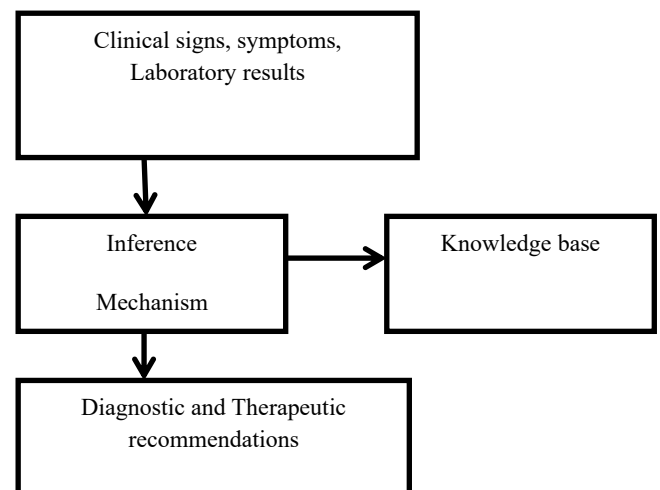 Clinical signs, symptoms,
Laboratory results
Inference
Mechanism
Knowledge base
Diagnostic and Therapeutic
recommendations